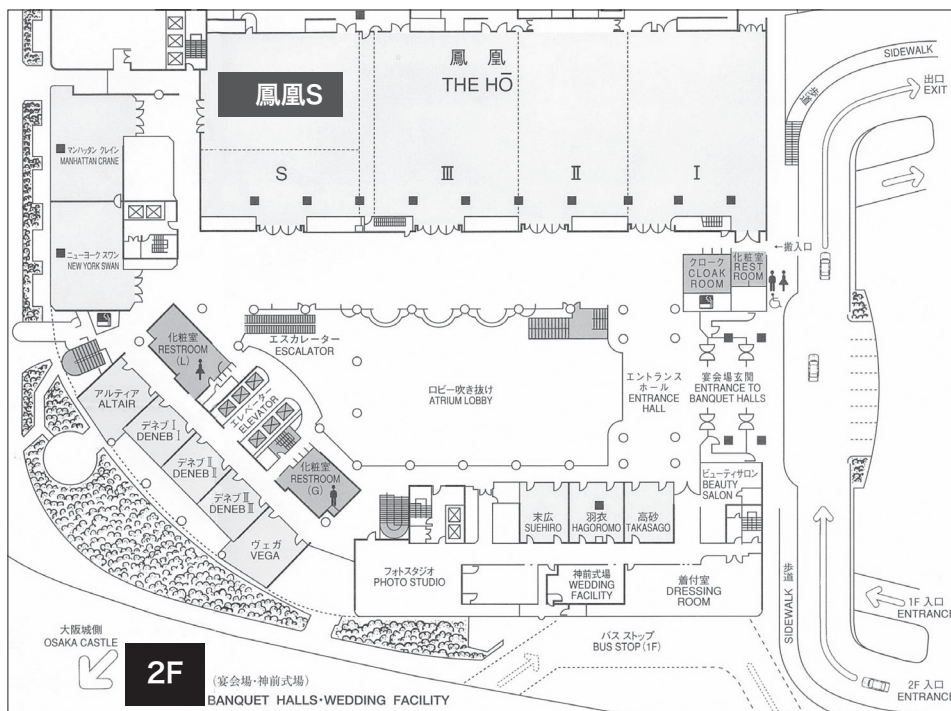 鳳凰S
鳳　凰
THE HŌ
S
Ⅲ
Ⅱ
Ⅰ
SIDEWALK
歩道
出口
EXIT
マンハッタン クレイン
MANHATTAN CRANE
ニューヨーク スワン
NEW YORK SWAN
←搬入口
クローク
CLOAK
ROOM
化粧室
REST
ROOM
化粧室
RESTROOM
(L)
エスカレーター
ESCALATOR
エレベーター
ELEVATOR
ロビー吹き抜け
ATRIUM LOBBY
エントランス
ホール
ENTRANCE
HALL
宴会場玄関
ENTRANCE TO
BANQUET HALLS
アルティア
ALTAIR
デネブⅠ
DENEBⅠ
デネブⅡ
DENEBⅡ
デネブⅢ
DENEBⅢ
ヴェガ
VEGA
化粧室
RESTROOM
(G)
ビューティサロン
BEAUTY
SALON
末広
SUEHIRO
羽衣
HAGOROMO
高砂
TAKASAGO
フォトスタジオ
PHOTO STUDIO
神前式場
WEDDING
FACILITY
着付室
DRESSING
ROOM
歩道
SIDEWALK
1F 入口
ENTRANCE
バス ストップ
BUS STOP (1F)
2F 入口
ENTRANCE
大阪城側
OSAKA CASTLE
2F
(宴会場・神前式場)
BANQUET HALLS・WEDDING FACILITY